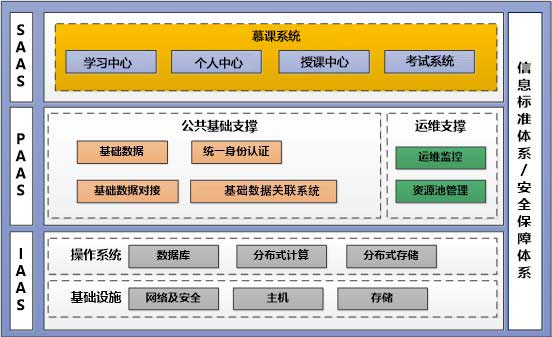 SAAS
慕课系统
学习中心
个人中心
授课中心
考试系统
PAAS
公共基础支撑
基础数据
统一身份认证
基础数据对接
基础数据关联系统
运维支撑
运维监控
资源池管理
IAAS
操作系统
数据库
分布式计算
分布式存储
基础设施
网络及安全
主机
存储
信息标准体系/安全保障体系